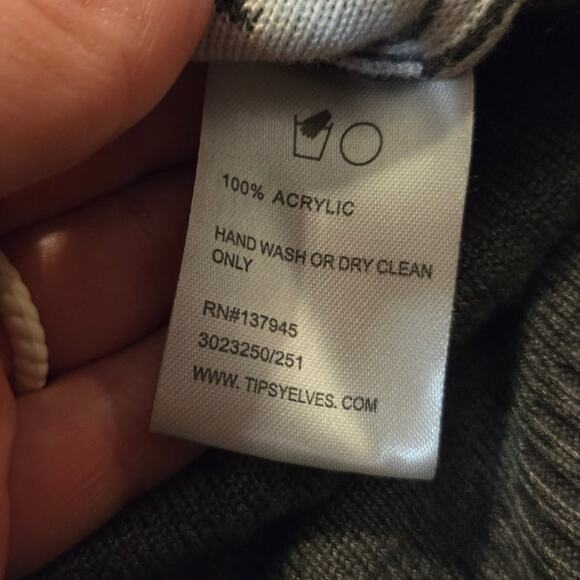 100% ACRYLIC
HAND WASH OR DRY CLEAN
ONLY
RN#137945
3023250/251
WWW. TIPSYELVES. COM